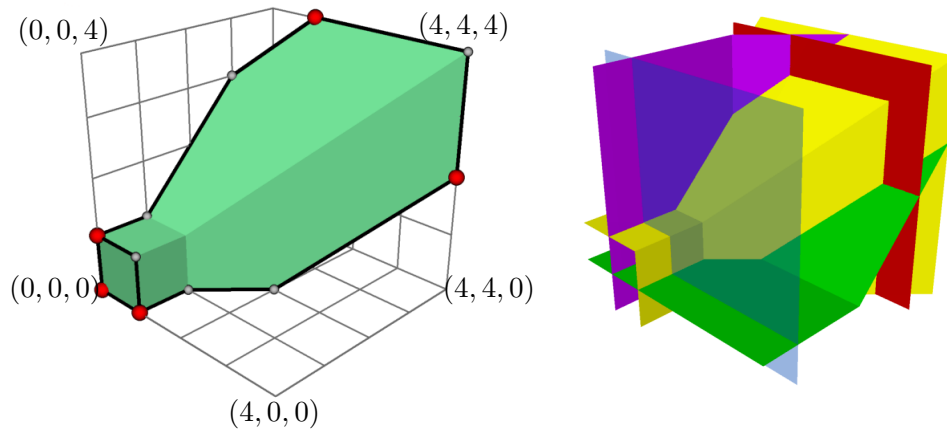 (0, 0, 4)
(4, 4, 4)
(0, 0, 0)
(4, 4, 0)
(4, 0, 0)